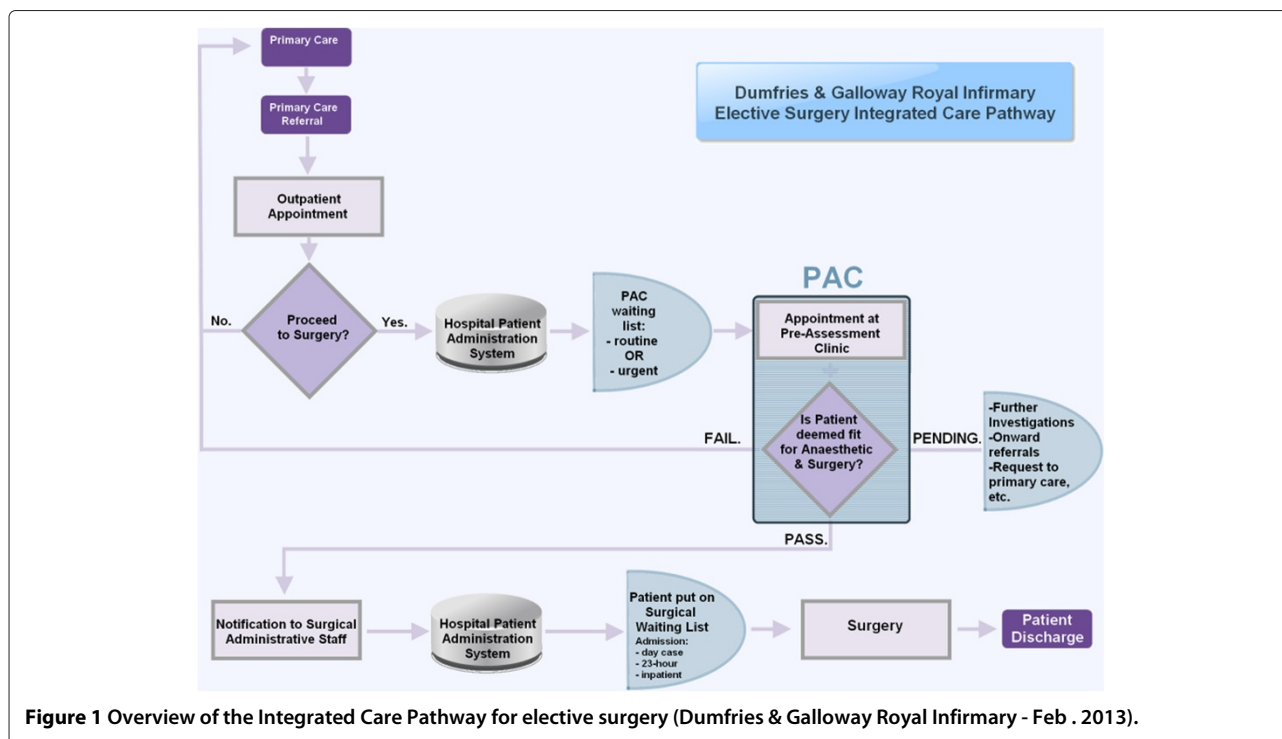 Primary Care
Primary Care
Referral
Dumfries & Galloway Royal Infirmary
Elective Surgery Integrated Care Pathway
Outpatient
Appointment
No.
Proceed
to Surgery?
Yes.
Hospital Patient
Administration
System
PAC
waiting
list:
- routine
OR
- urgent
PAC
Appointment at
Pre-Assessment
Clinic
FAIL.
Is Patient
deemed fit
for Anaesthetic
& Surgery?
PENDING.
-Further
Investigations
-Onward
referrals
-Request to
primary care,
etc.
PASS.
Notification to Surgical
Administrative Staff
Hospital Patient
Administration
System
Patient put on
Surgical
Waiting List
Admission:
- day case
- 23-hour
- inpatient
Surgery
Patient
Discharge
Figure 1 Overview of the Integrated Care Pathway for elective surgery (Dumfries & Galloway Royal Infirmary - Feb . 2013).